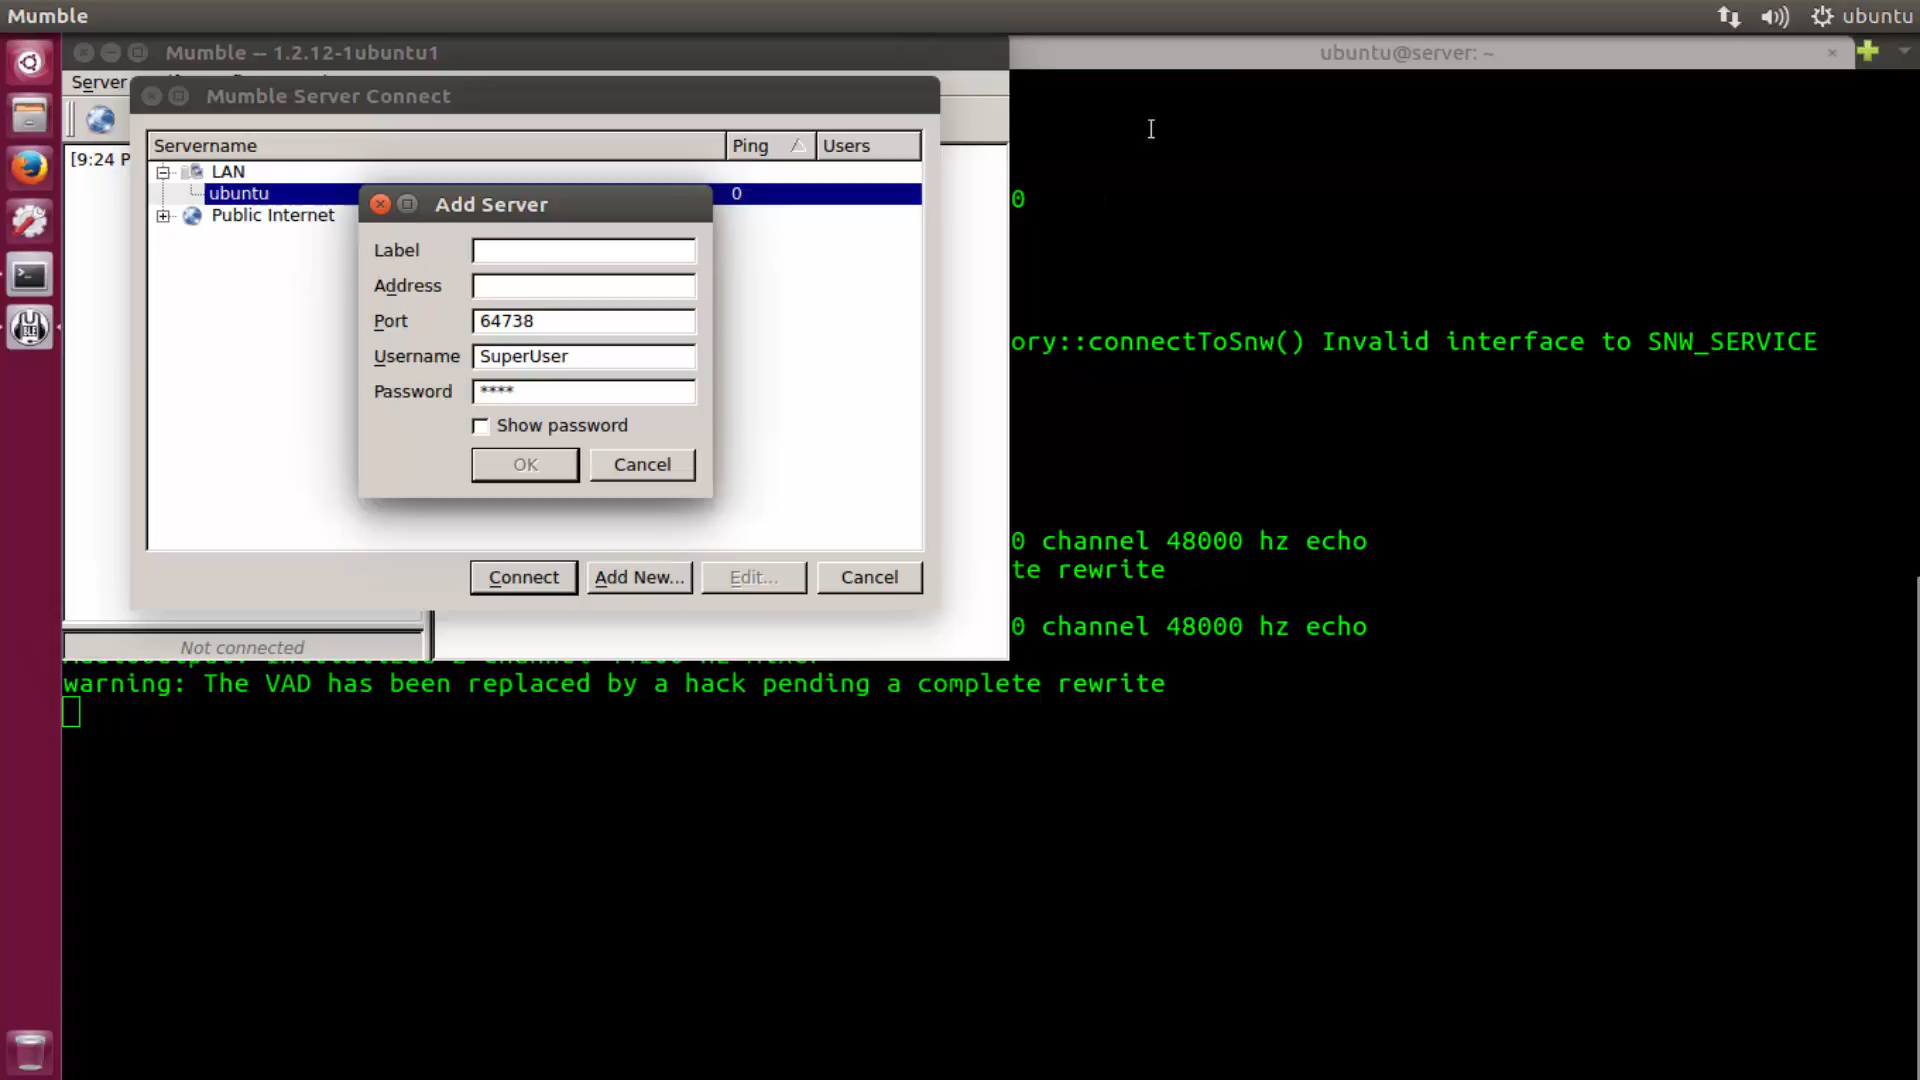 Mumble
ubuntu
Mumble -- 1.2.12-1ubuntu1
ubuntu@server: ~
Server
Mumble Server Connect
[9:24 P
Servername Ping Users
LAN
ubuntu 0
Public Internet
Add Server
Label
Address
Port 64738
Username SuperUser
Password ****
Show password
OK Cancel
Connect Add New... Edit... Cancel
Not connected
0
ory::connectToSnw() Invalid interface to SNW_SERVICE
0 channel 48000 hz echo
te rewrite
0 channel 48000 hz echo
warning: The VAD has been replaced by a hack pending a complete rewrite